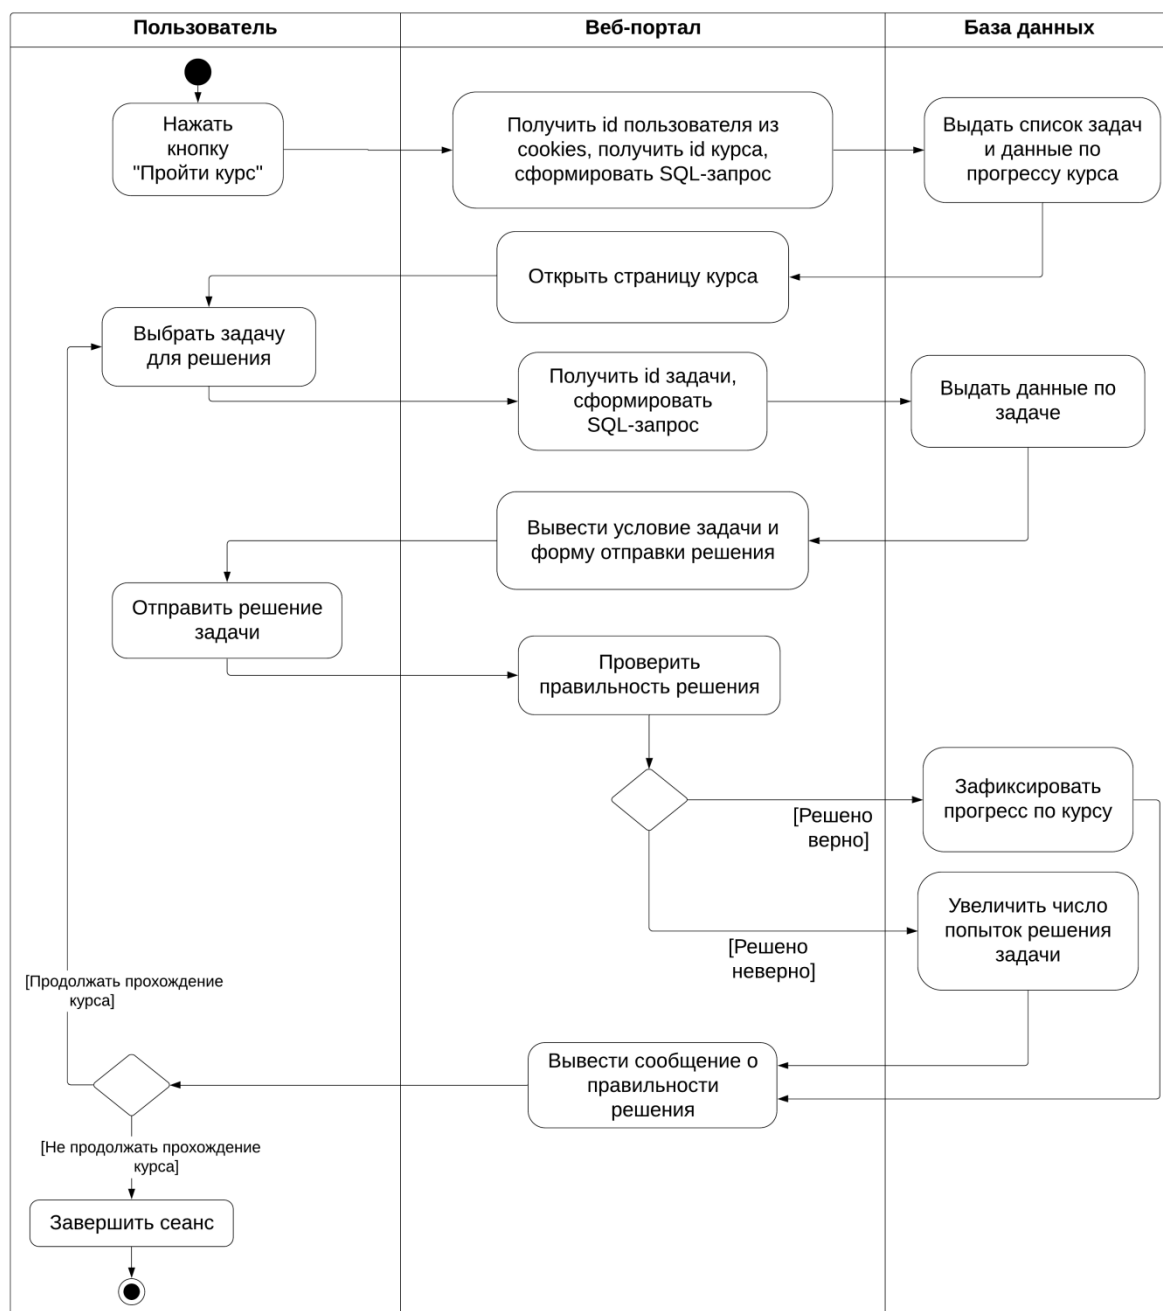 Пользователь
Веб-портал
База данных
Нажать
кнопку
"Пройти курс"
Получить id пользователя из
cookies, получить id курса,
сформировать SQL-запрос
Выдать список задач
и данные по
прогрессу курса
Открыть страницу курса
Выбрать задачу
для решения
Получить id задачи,
сформировать
SQL-запрос
Выдать данные по
задаче
Вывести условие задачи и
форму отправки решения
Отправить решение
задачи
Проверить
правильность решения
[Решено
верно]
Зафиксировать
прогресс по курсу
[Решено
неверно]
Увеличить число
попыток решения
задачи
Вывести сообщение о
правильности
решения
[Продолжать прохождение
курса]
[Не продолжать прохождение
курса]
Завершить сеанс